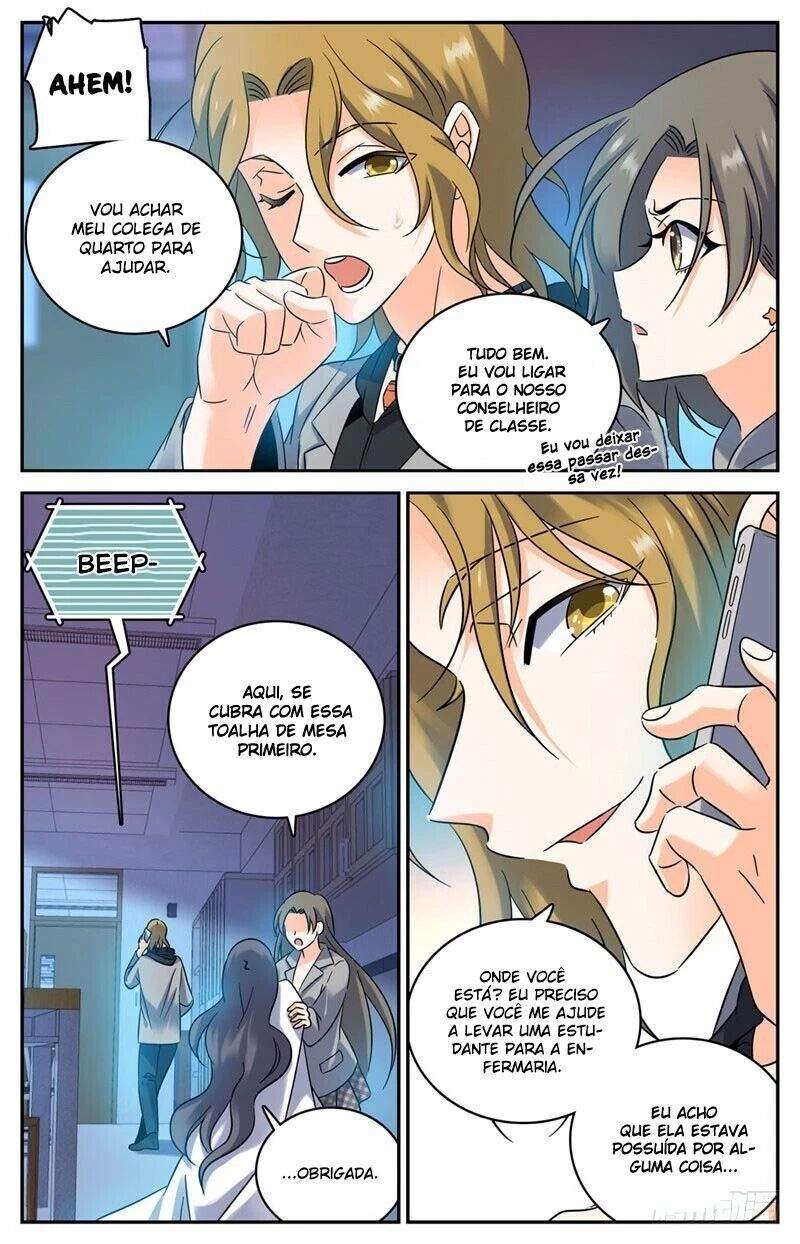 AHEM!
VOU ACHAR
MEU COLEGA DE
QUARTO PARA
AJUDAR.
TUDO BEM.
EU VOU LIGAR
PARA O NOSSO
CONSELHEIRO
DE CLASSE.
Eu vou deixar
essa passar des-
sa vez!
BEEP-
AQUI, SE
CUBRA COM ESSA
TOALHA DE MESA
PRIMEIRO.
...OBRIGADA.
ONDE VOCÊ
ESTÁ? EU PRECISO
QUE VOCÊ ME AJUDE
A LEVAR UMA ESTU-
DANTE PARA A EN-
FERMARIA.
EU ACHO
QUE ELA ESTAVA
POSSUÍDA POR AL-
GUMA COISA...